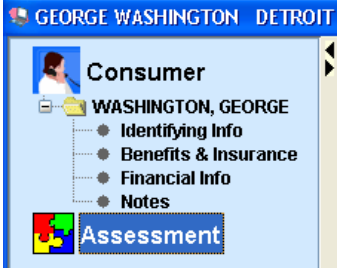 GEORGE WASHINGTON DETROIT
Consumer
WASHINGTON, GEORGE
Identifying Info
Benefits & Insurance
Financial Info
Notes
Assessment